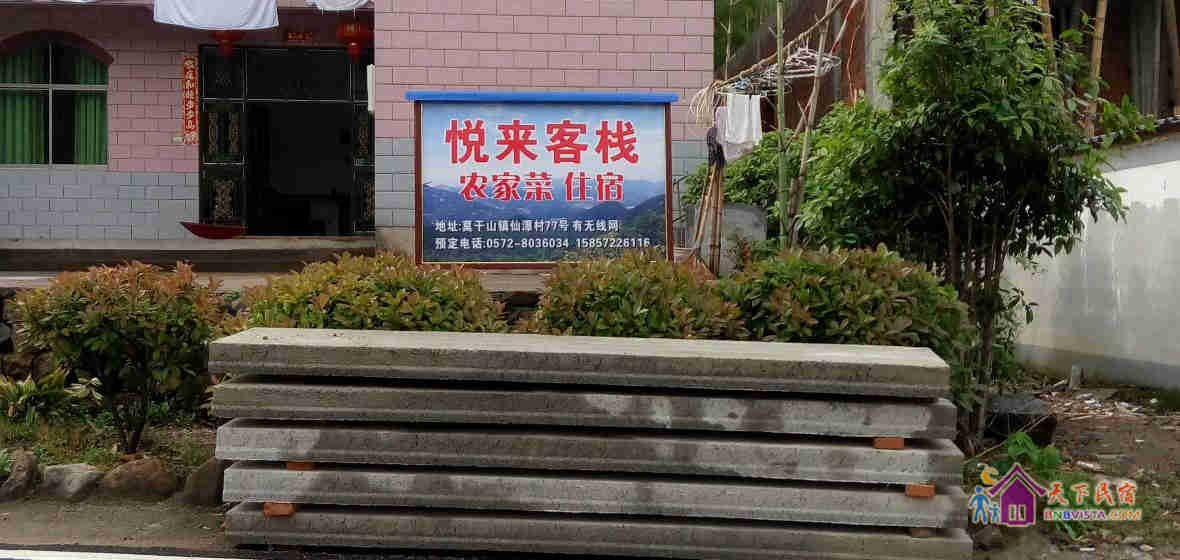 悦来客栈
农家菜 住宿
地址:莫干山镇仙潭村77号 有无线网
预定电话:0572-8036034 15857226116
天下民宿
BNBVISTA.COM